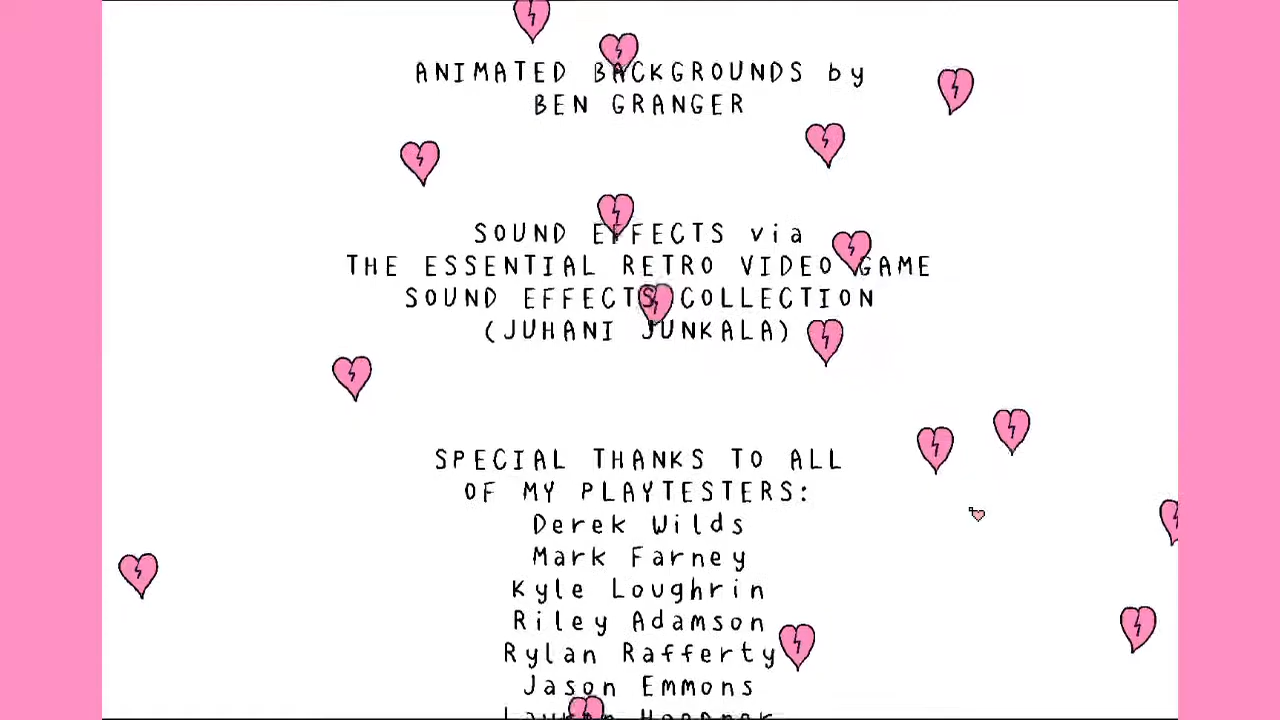 ANIMATED BACKGROUNDS by
BEN GRANGER
SOUND EFFECTS via
THE ESSENTIAL RETRO VIDEO GAME
SOUND EFFECTS COLLECTION
(JUHANI JUNKALA)
SPECIAL THANKS TO ALL
OF MY PLAYTESTERS:
Derek Wilds
Mark Farney
Kyle Loughrin
Riley Adamson
Rylan Rafferty
Jason Emmons